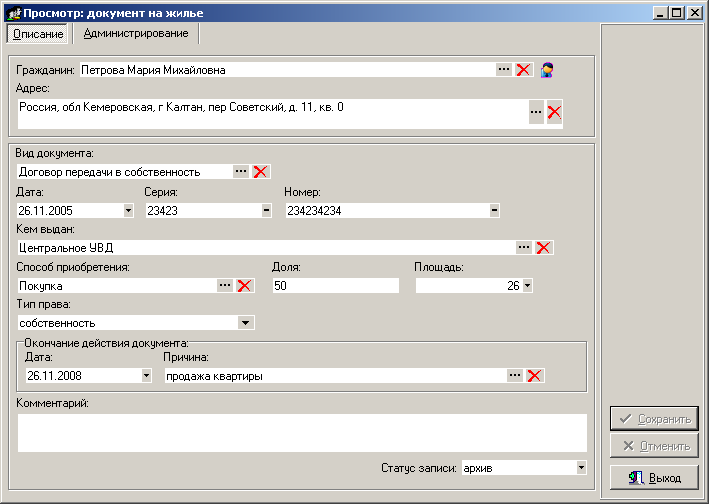 Просмотр: документ на жилье
Описание Администрирование
Гражданин: Петрова Мария Михайловна ...
Адрес:
Россия, обл Кемеровская, г Калтан, пер Советский, д. 11, кв. 0 ...
Вид документа:
Договор передачи в собственность ...
Дата: Серия: Номер:
26.11.2005 23423 234234234
Кем выдан:
Центральное УВД ...
Способ приобретения: Доля: Площадь:
Покупка ... 50 26
Тип права:
собственность
Окончание действия документа:
Дата: Причина:
26.11.2008 продажа квартиры ...
Комментарий:
Статус записи: архив
Сохранить
Отменить
Выход